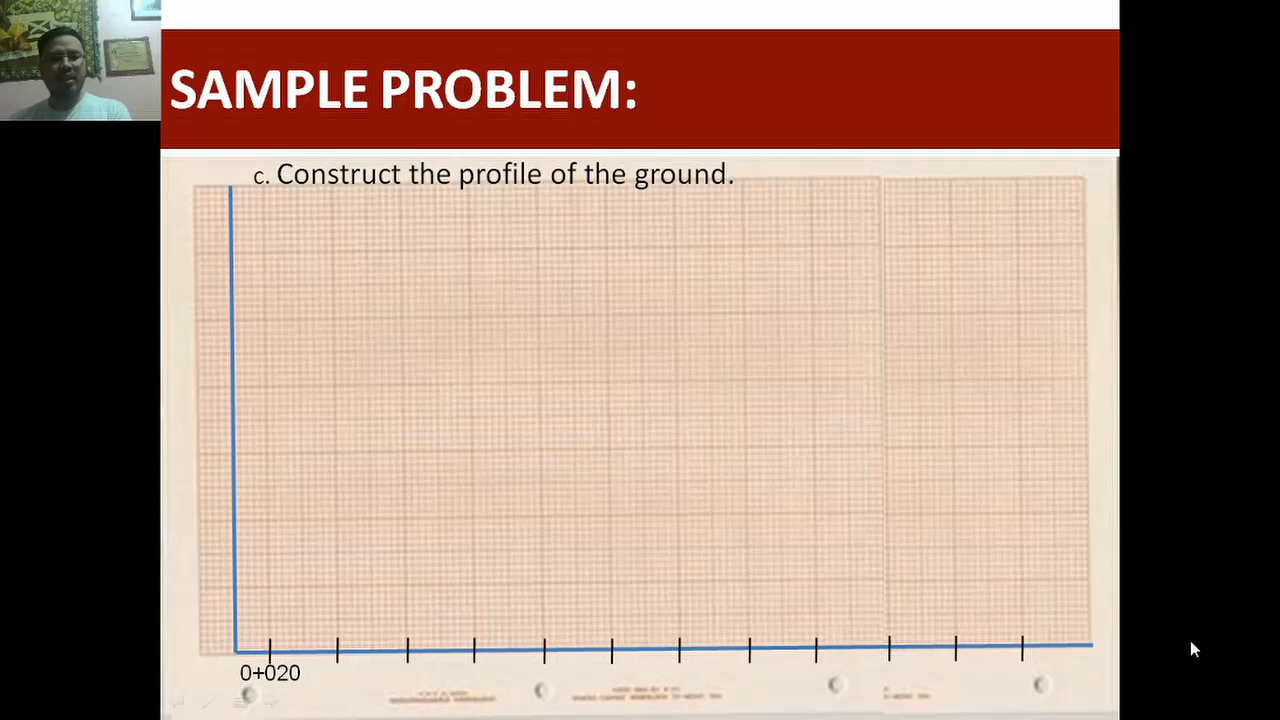 SAMPLE PROBLEM:
c. Construct the profile of the ground.
0+020